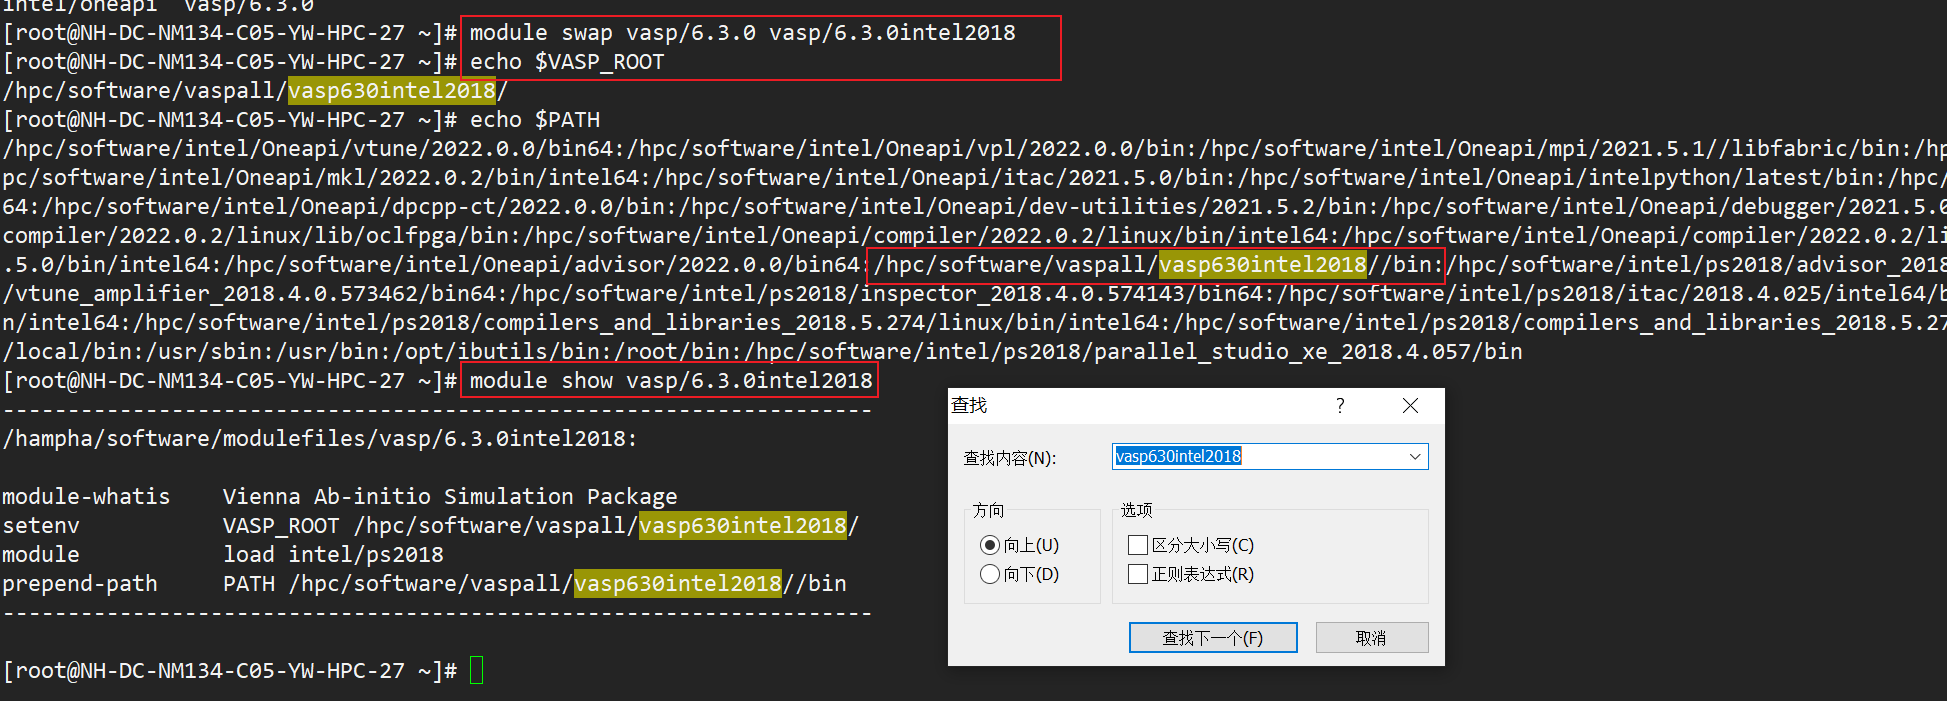 intel/oneapi  vasp/6.3.0
[root@NH-DC-NM134-C05-YW-HPC-27 ~]# module swap vasp/6.3.0 vasp/6.3.0intel2018
[root@NH-DC-NM134-C05-YW-HPC-27 ~]# echo $VASP_ROOT
/hpc/software/vaspall/vasp630intel2018/
[root@NH-DC-NM134-C05-YW-HPC-27 ~]# echo $PATH
/hpc/software/intel/Oneapi/vtune/2022.0.0/bin64:/hpc/software/intel/Oneapi/vpl/2022.0.0/bin:/hpc/software/intel/Oneapi/mpi/2021.5.1//libfabric/bin:/hp
pc/software/intel/Oneapi/mkl/2022.0.2/bin/intel64:/hpc/software/intel/Oneapi/itac/2021.5.0/bin:/hpc/software/intel/Oneapi/intelpython/latest/bin:/hpc/
64:/hpc/software/intel/Oneapi/dpcpp-ct/2022.0.0/bin:/hpc/software/intel/Oneapi/dev-utilities/2021.5.2/bin:/hpc/software/intel/Oneapi/debugger/2021.5.0
compiler/2022.0.2/linux/lib/oclfpga/bin:/hpc/software/intel/Oneapi/compiler/2022.0.2/linux/bin/intel64:/hpc/software/intel/Oneapi/compiler/2022.0.2/li
.5.0/bin/intel64:/hpc/software/intel/Oneapi/advisor/2022.0.0/bin64:/hpc/software/vaspall/vasp630intel2018//bin:/hpc/software/intel/ps2018/advisor_2018
/vtune_amplifier_2018.4.0.573462/bin64:/hpc/software/intel/ps2018/inspector_2018.4.0.574143/bin64:/hpc/software/intel/ps2018/itac/2018.4.025/intel64/b
n/intel64:/hpc/software/intel/ps2018/compilers_and_libraries_2018.5.274/linux/bin/intel64:/hpc/software/intel/ps2018/compilers_and_libraries_2018.5.27
/local/bin:/usr/sbin:/usr/bin:/opt/ibutils/bin:/root/bin:/hpc/software/intel/ps2018/parallel_studio_xe_2018.4.057/bin
[root@NH-DC-NM134-C05-YW-HPC-27 ~]# module show vasp/6.3.0intel2018
-------------------------------------------------------------------
/hampha/software/modulefiles/vasp/6.3.0intel2018:
module-whatis    Vienna Ab-initio Simulation Package
setenv           VASP_ROOT /hpc/software/vaspall/vasp630intel2018/
module           load intel/ps2018
prepend-path     PATH /hpc/software/vaspall/vasp630intel2018//bin
-------------------------------------------------------------------
[root@NH-DC-NM134-C05-YW-HPC-27 ~]#
查找 ?
查找内容(N): vasp630intel2018
方向
向上(U)
向下(D)
选项
区分大小写(C)
正则表达式(R)
查找下一个(F)
取消